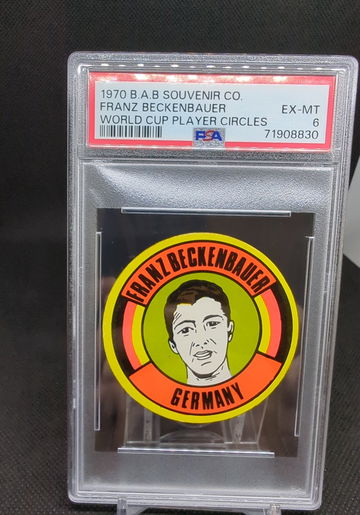 1970 B.A.B SOUVENIR CO.
FRANZ BECKENBAUER EX-MT
WORLD CUP PLAYER CIRCLES 6
PSA 71908830
FRANZ BECKENBAUER
GERMANY